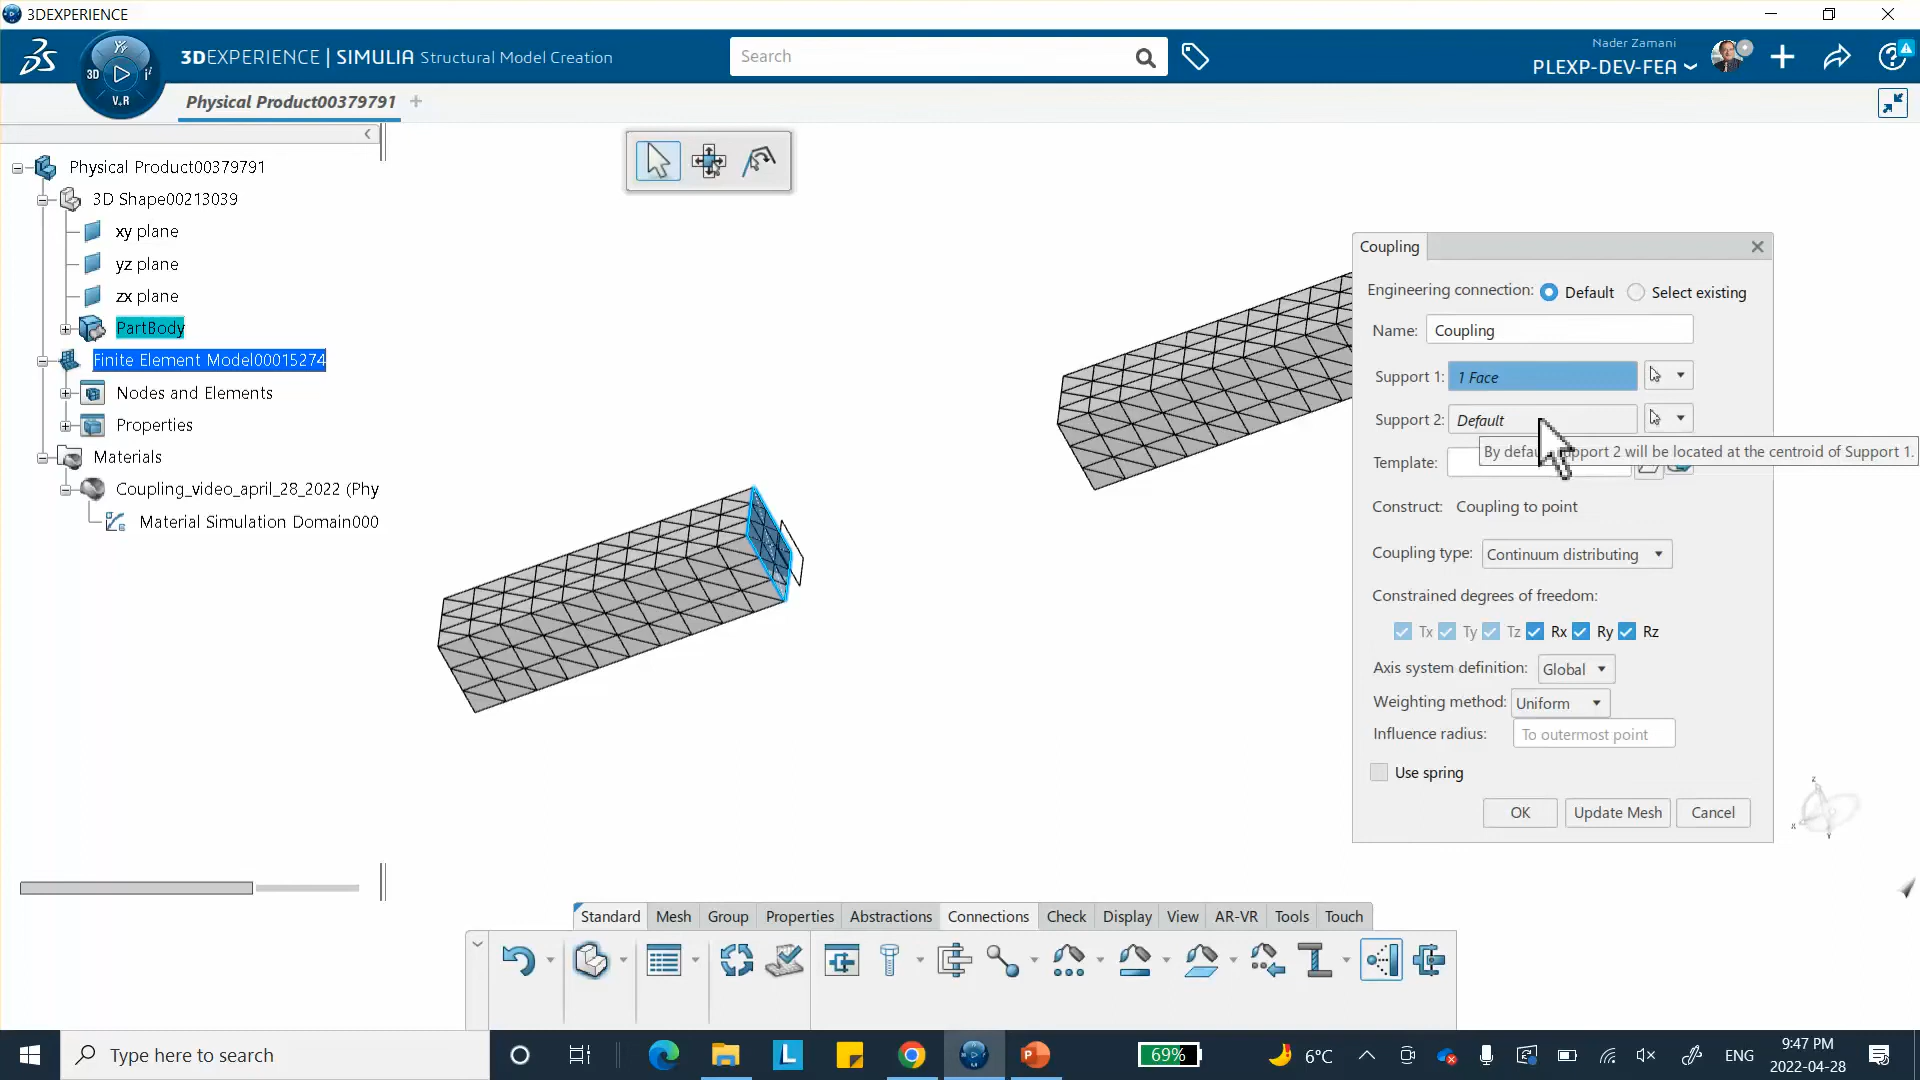 3DEXPERIENCE
3DEXPERIENCE | SIMULIA Structural Model Creation
Search
Nader Zamani
PLEXP-DEV-FEA
3D
V.R
Physical Product00379791
Physical Product00379791
3D Shape00213039
xy plane
yz plane
zx plane
PartBody
Finite Element Model00015274
Nodes and Elements
Properties
Materials
Coupling_video_april_28_2022 (Phy
Material Simulation Domain000
Coupling
Engineering connection: Default Select existing
Name: Coupling
Support 1: 1 Face
Support 2: Default
By defau pport 2 will be located at the centroid of Support 1.
Template:
Construct: Coupling to point
Coupling type: Continuum distributing
Constrained degrees of freedom:
Tx Ty Tz Rx Ry Rz
Axis system definition: Global
Weighting method: Uniform
Influence radius: To outermost point
Use spring
OK Update Mesh Cancel
Standard Mesh Group Properties Abstractions Connections Check Display View AR-VR Tools Touch
Type here to search
L
69%
6°C
ENG
9:47 PM
2022-04-28